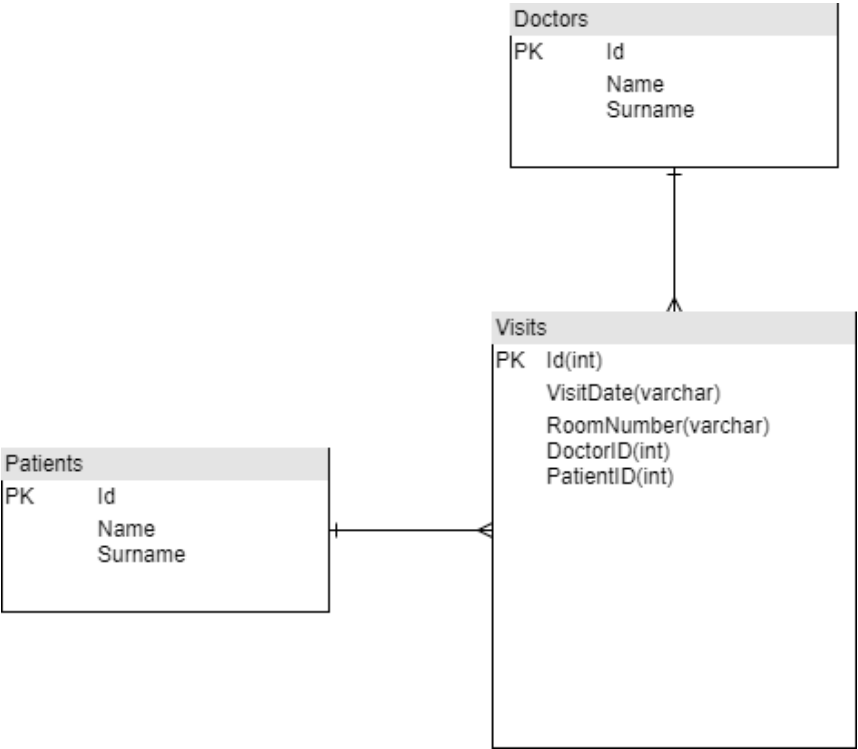 Doctors
PK Id
Name
Surname
Visits
PK Id(int)
VisitDate(varchar)
RoomNumber(varchar)
DoctorID(int)
PatientID(int)
Patients
PK Id
Name
Surname